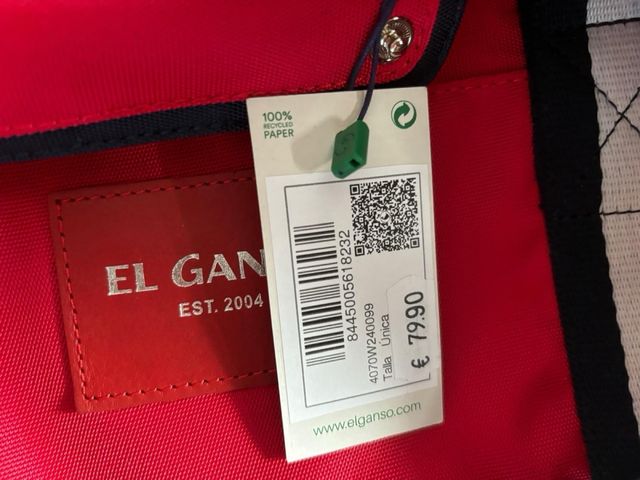 100%
RECYCLED
PAPER
EL GAN
EST. 2004
8445005618232
4070W240099
Talla Única
€ 79.90
www.elganso.com